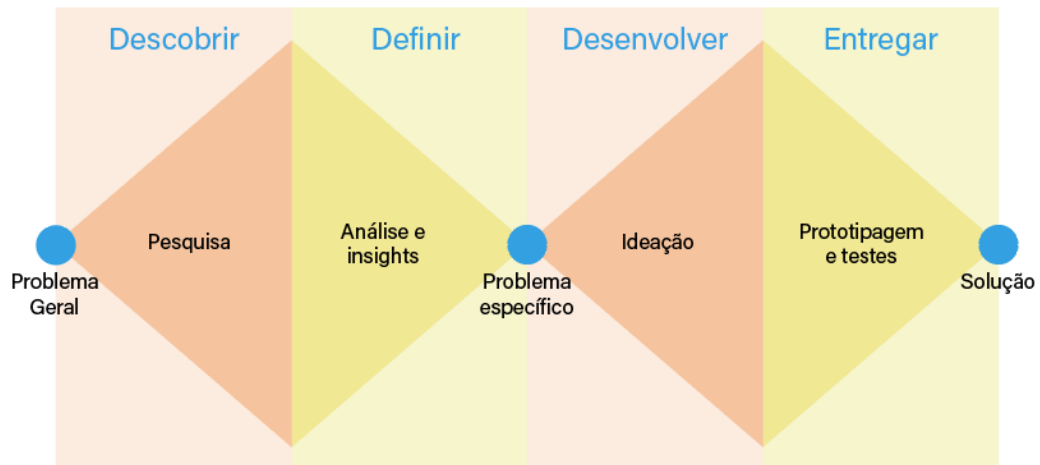 Descobrir
Definir
Desenvolver
Entregar
Pesquisa
Análise e
insights
Ideação
Prototipagem
e testes
Problema
Geral
Problema
específico
Solução